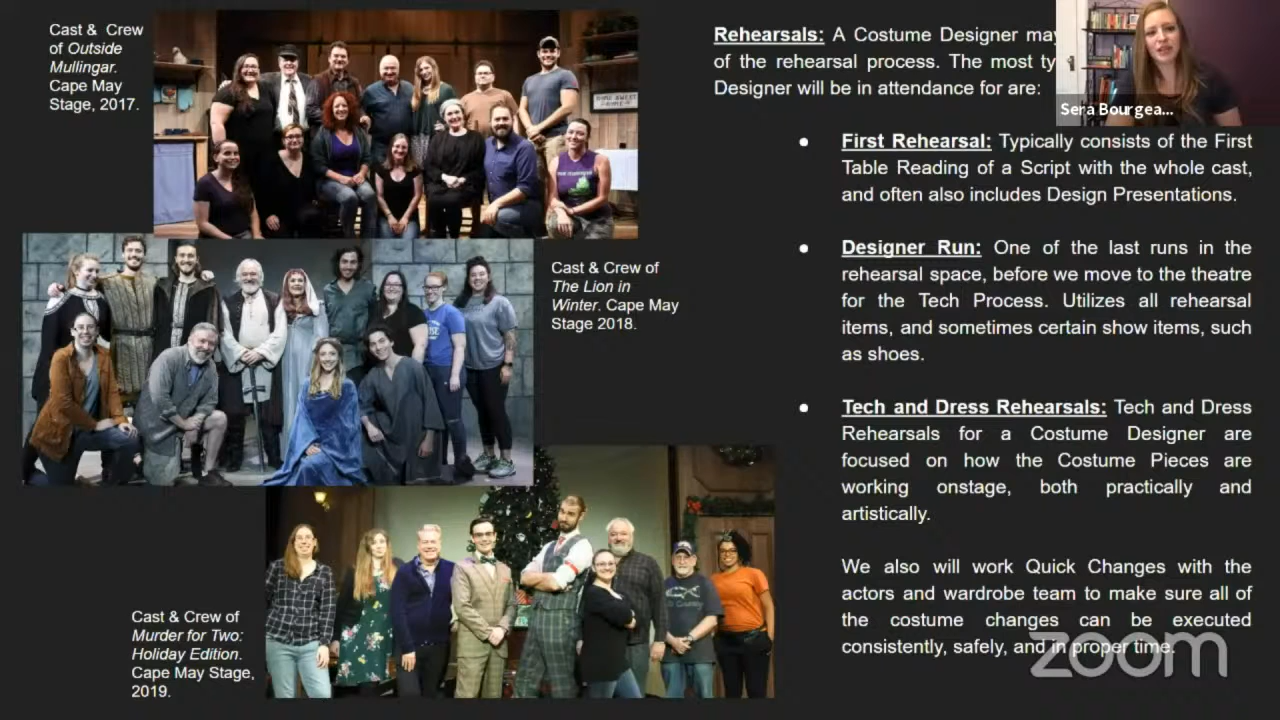 Cast & Crew
of Outside
Mullingar.
Cape May
Stage, 2017.
Cast & Crew of
The Lion in
Winter. Cape May
Stage 2018.
Cast & Crew of
Murder for Two:
Holiday Edition.
Cape May Stage,
2019.
Rehearsals: A Costume Designer may
of the rehearsal process. The most ty
Designer will be in attendance for are:
• First Rehearsal: Typically consists of the First
Table Reading of a Script with the whole cast,
and often also includes Design Presentations.
• Designer Run: One of the last runs in the
rehearsal space, before we move to the theatre
for the Tech Process. Utilizes all rehearsal
items, and sometimes certain show items, such
as shoes.
• Tech and Dress Rehearsals: Tech and Dress
Rehearsals for a Costume Designer are
focused on how the Costume Pieces are
working onstage, both practically and
artistically.
We also will work Quick Changes with the
actors and wardrobe team to make sure all of
the costume changes can be executed
consistently, safely, and in proper time.
Sera Bourgea...
zoom